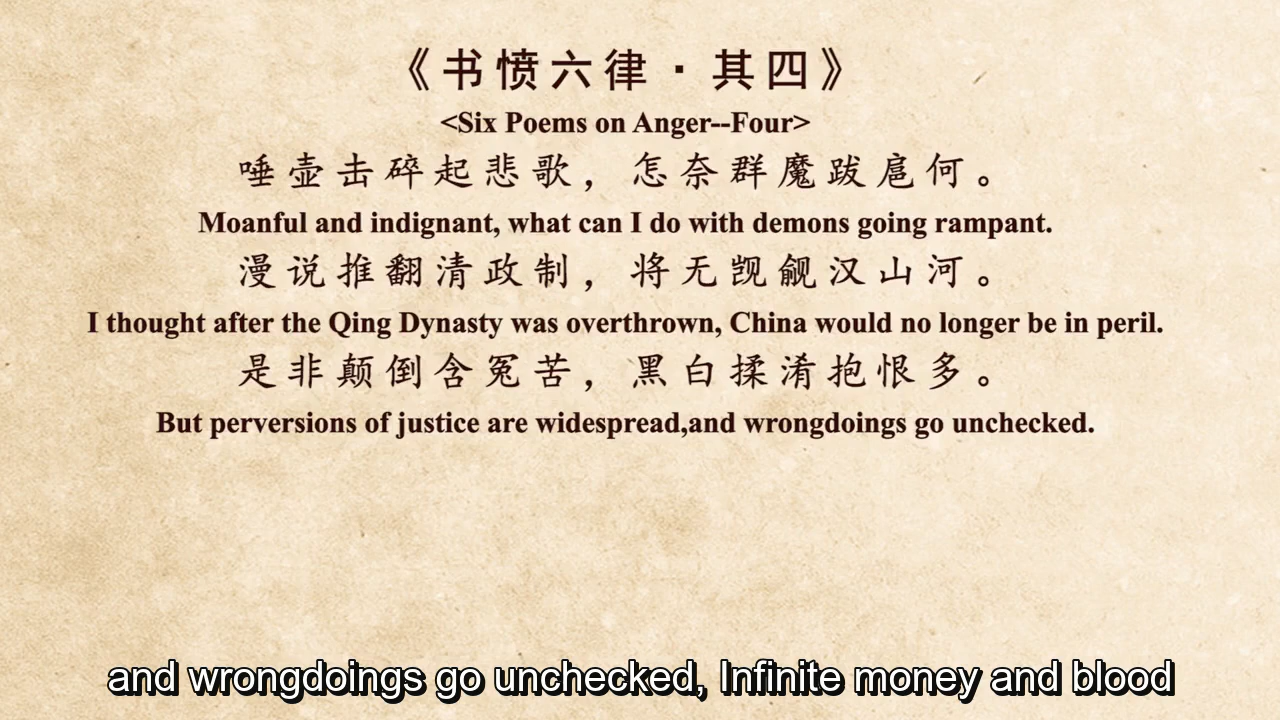 《书愤六律·其四》
<Six Poems on Anger--Four>
唾壶击碎起悲歌，怎奈群魔跋扈何。
Moanful and indignant, what can I do with demons going rampant.
漫说推翻清政制，将无觊觎汉山河。
I thought after the Qing Dynasty was overthrown, China would no longer be in peril.
是非颠倒含冤苦，黑白揉淆抱恨多。
But perversions of justice are widespread,and wrongdoings go unchecked.
and wrongdoings go unchecked, Infinite money and blood